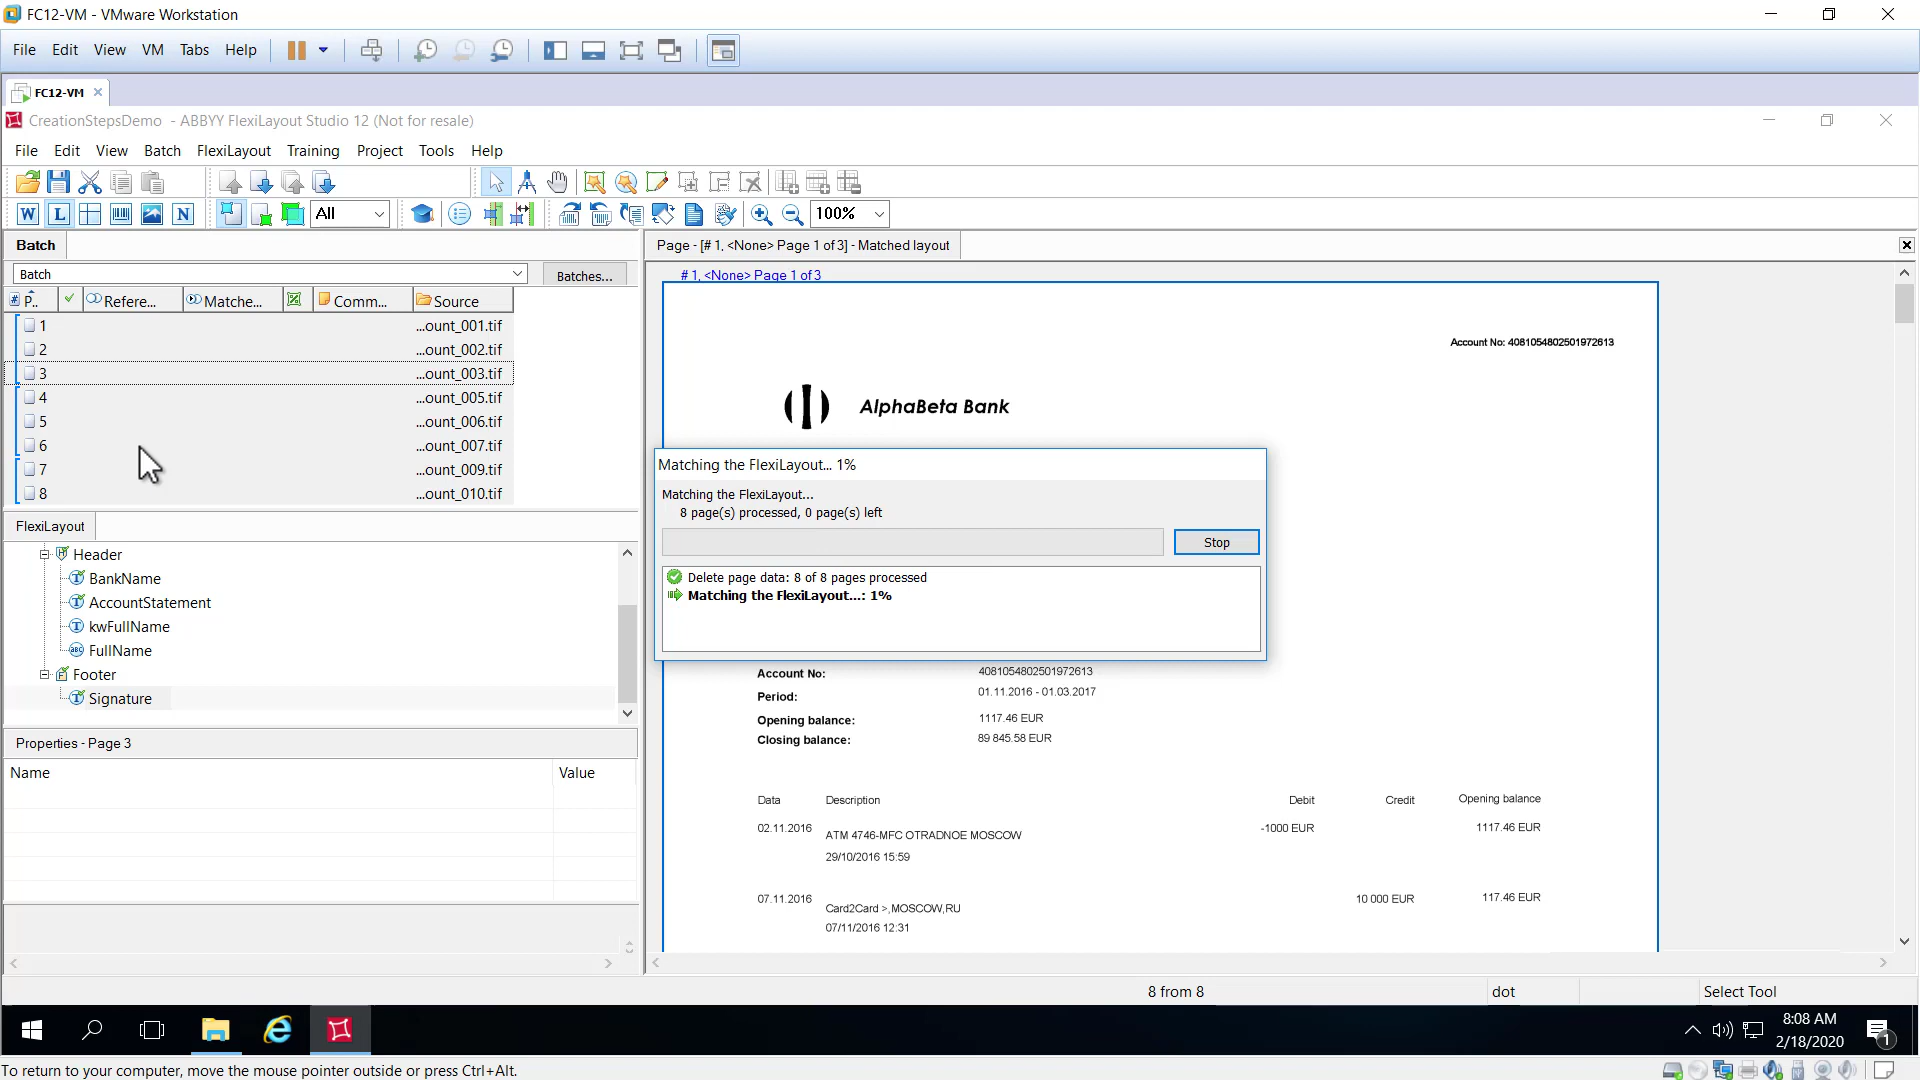 FC12-VM - VMware Workstation
File Edit View VM Tabs Help
FC12-VM
CreationStepsDemo - ABBYY FlexiLayout Studio 12 (Not for resale)
File Edit View Batch FlexiLayout Training Project Tools Help
W L N All 100%
Batch
Batch Batches...
# P.. Refere... Matche... Comm... Source
1 ...ount_001.tif
2 ...ount_002.tif
3 ...ount_003.tif
4 ...ount_005.tif
5 ...ount_006.tif
6 ...ount_007.tif
7 ...ount_009.tif
8 ...ount_010.tif
FlexiLayout
Header
BankName
AccountStatement
kwFullName
FullName
Footer
Signature
Properties - Page 3
Name Value
Page - [# 1, <None> Page 1 of 3] - Matched layout
# 1, <None> Page 1 of 3
Account No: 4081054802501972613
AlphaBeta Bank
Matching the FlexiLayout... 1%
Matching the FlexiLayout...
8 page(s) processed, 0 page(s) left
Stop
Delete page data: 8 of 8 pages processed
Matching the FlexiLayout...: 1%
Account No: 4081054802501972613
Period: 01.11.2016 - 01.03.2017
Opening balance: 1117.46 EUR
Closing balance: 89 845.58 EUR
Data Description Debit Credit Opening balance
02.11.2016 ATM 4746-MFC OTRADNOE MOSCOW -1000 EUR 1117.46 EUR
29/10/2016 15:59
07.11.2016 Card2Card >,MOSCOW,RU 10 000 EUR 117.46 EUR
07/11/2016 12:31
8 from 8 dot Select Tool
8:08 AM
2/18/2020
1
To return to your computer, move the mouse pointer outside or press Ctrl+Alt.